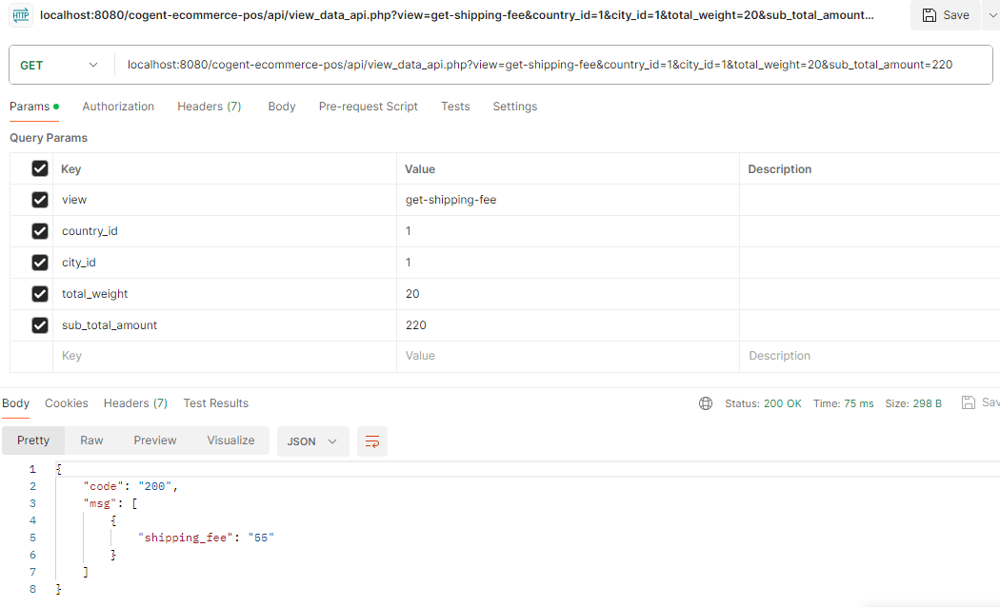 HTTP localhost:8080/cogent-ecommerce-pos/api/view_data_api.php?view=get-shipping-fee&country_id=1&city_id=1&total_weight=20&sub_total_amount... Save
GET localhost:8080/cogent-ecommerce-pos/api/view_data_api.php?view=get-shipping-fee&country_id=1&city_id=1&total_weight=20&sub_total_amount=220
Params Authorization Headers (7) Body Pre-request Script Tests Settings
Query Params
Key Value Description
view get-shipping-fee
country_id 1
city_id 1
total_weight 20
sub_total_amount 220
Key Value Description
Body Cookies Headers (7) Test Results Status: 200 OK Time: 75 ms Size: 298 B Sav
Pretty Raw Preview Visualize JSON
1 {
2 "code": "200",
3 "msg": [
4 {
5 "shipping_fee": "55"
6 }
7 ]
8 }